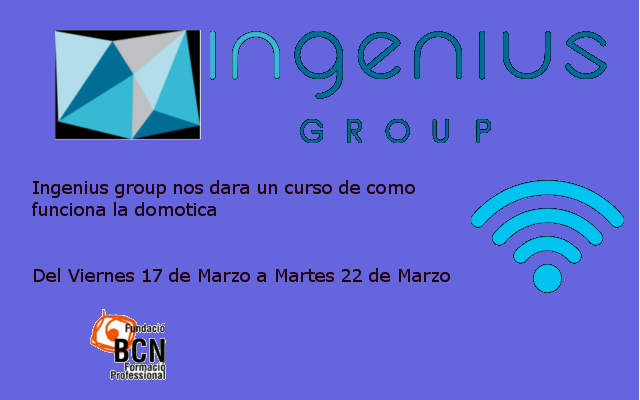 INGENIUS
GROUP
Ingenius group nos dara un curso de como
funciona la domotica
Del Viernes 17 de Marzo a Martes 22 de Marzo
Fundació
BCN
Formació
Professional